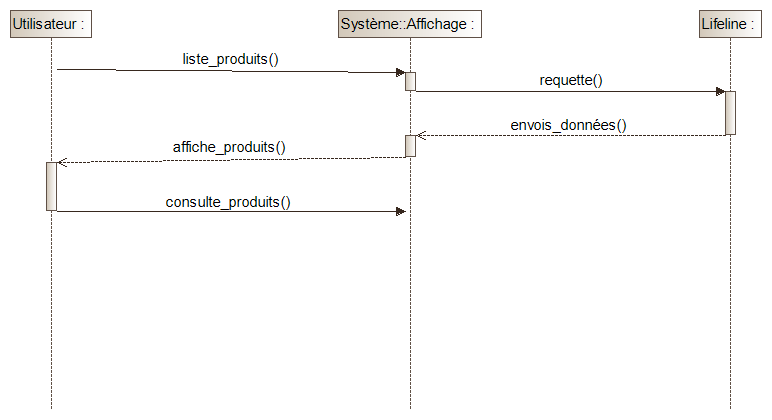 Utilisateur :
Système::Affichage :
Lifeline :
liste_produits()
requette()
envois_données()
affiche_produits()
consulte_produits()